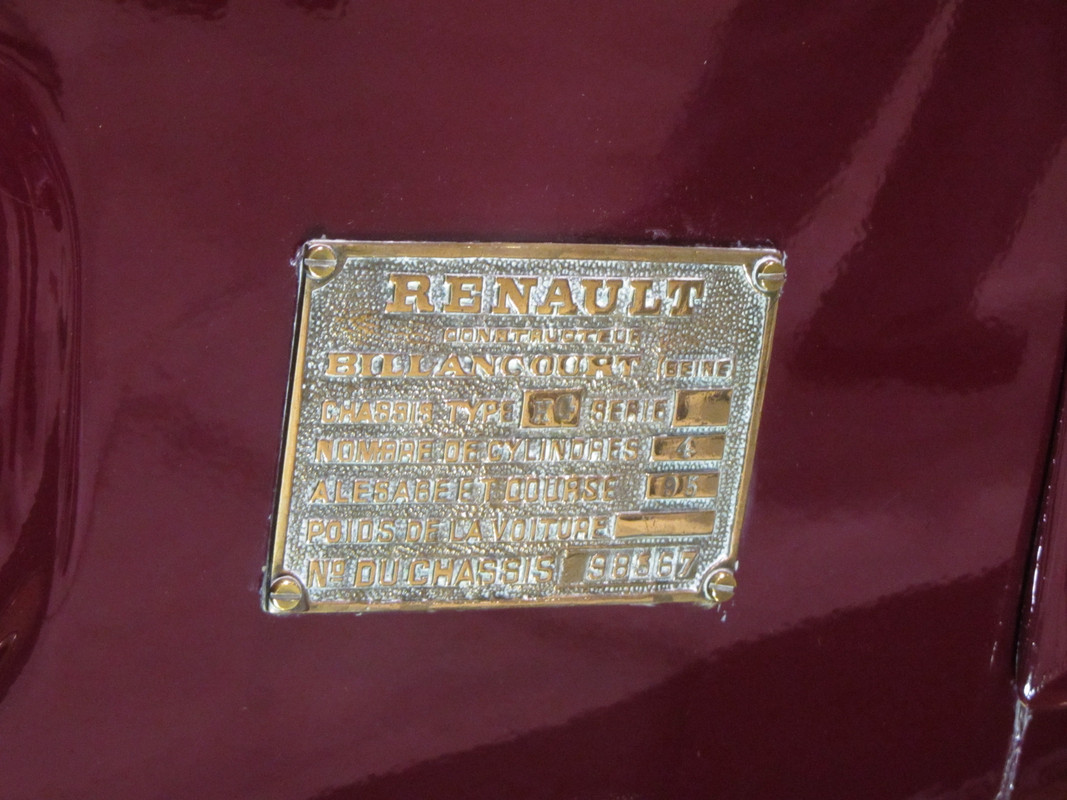 RENAULT
CONSTRUCTEUR
BILLANCOURT (SEINE
CHASSIS TYPE SERIE
NOMBRE DE CYLINDRES 4
ALESAGE ET COURSE
POIDS DE LA VOITURE
No DU CHASSIS 98367